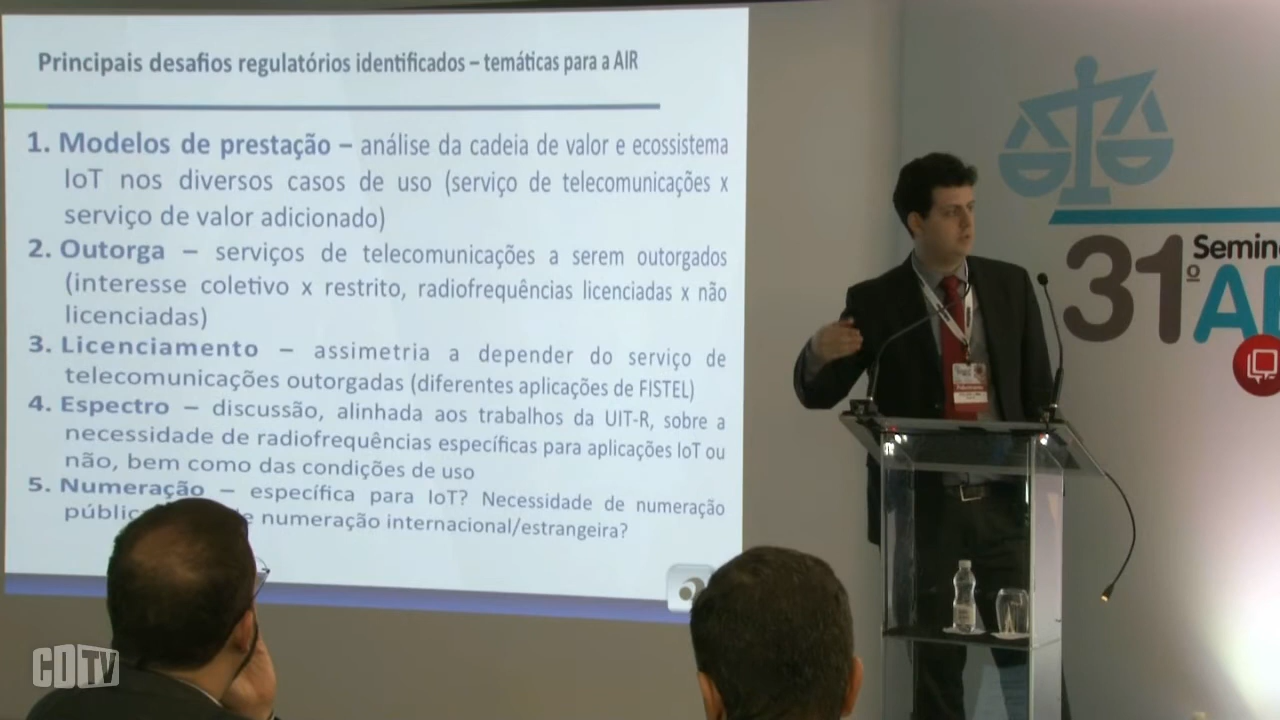 Principais desafios regulatórios identificados – temáticas para a AIR
1. Modelos de prestação – análise da cadeia de valor e ecossistema
IoT nos diversos casos de uso (serviço de telecomunicações x
serviço de valor adicionado)
2. Outorga – serviços de telecomunicações a serem outorgados
(interesse coletivo x restrito, radiofrequências licenciadas x não
licenciadas)
3. Licenciamento – assimetria a depender do serviço de
telecomunicações outorgadas (diferentes aplicações de FISTEL)
4. Espectro – discussão, alinhada aos trabalhos da UIT-R, sobre a
necessidade de radiofrequências específicas para aplicações IoT ou
não, bem como das condições de uso
5. Numeração – específica para IoT? Necessidade de numeração
numeração internacional/estrangeira?
31º
CDTV